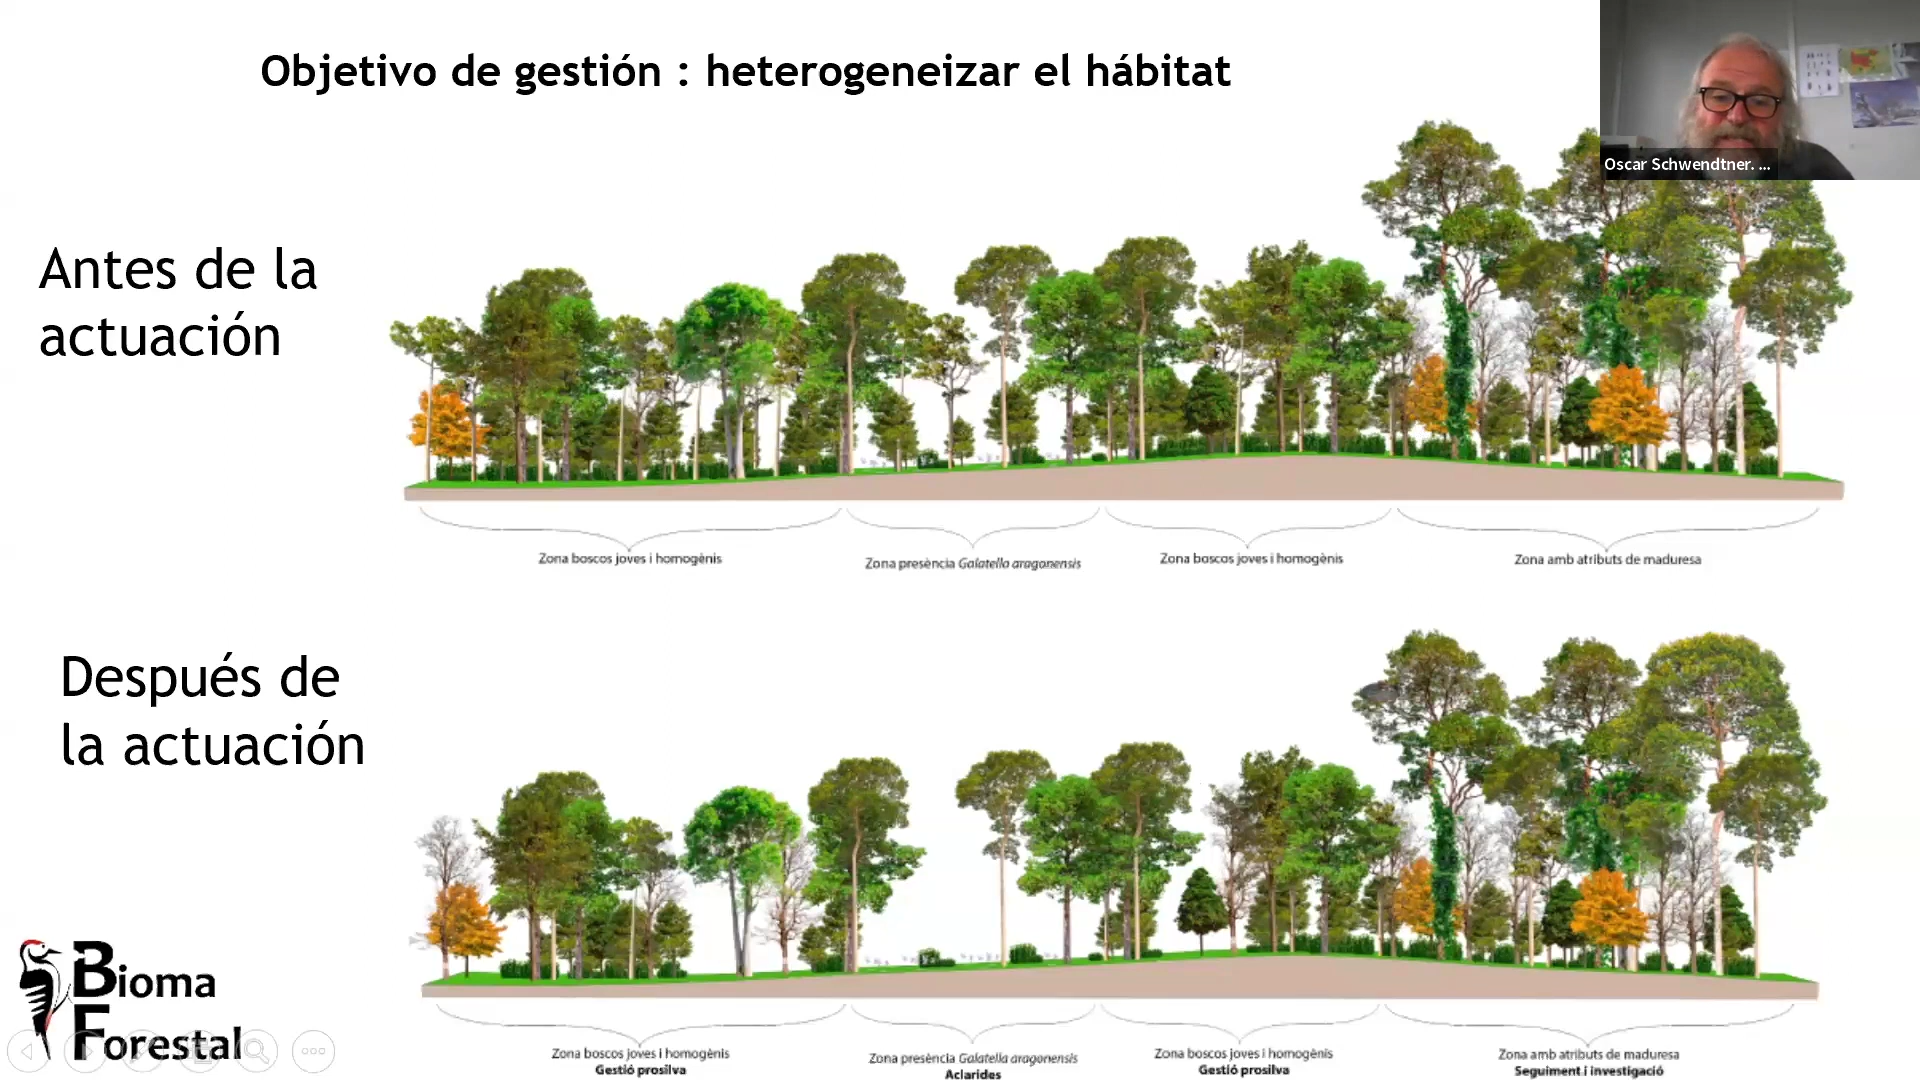 Objetivo de gestión : heterogeneizar el hábitat
Oscar Schwendtner. ...
Antes de la
actuación
Zona boscos joves i homogènis
Zona presència Galatella aragonensis
Zona boscos joves i homogènis
Zona amb atributs de maduresa
Después de
la actuación
Bioma
Forestal
Zona boscos joves i homogènis
Gestió prosilva
Zona presència Galatella aragonensis
Aclarides
Zona boscos joves i homogènis
Gestió prosilva
Zona amb atributs de maduresa
Seguiment i investigació